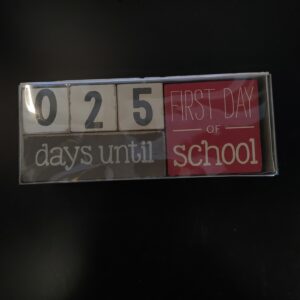 025
days until
FIRST DAY
OF
school